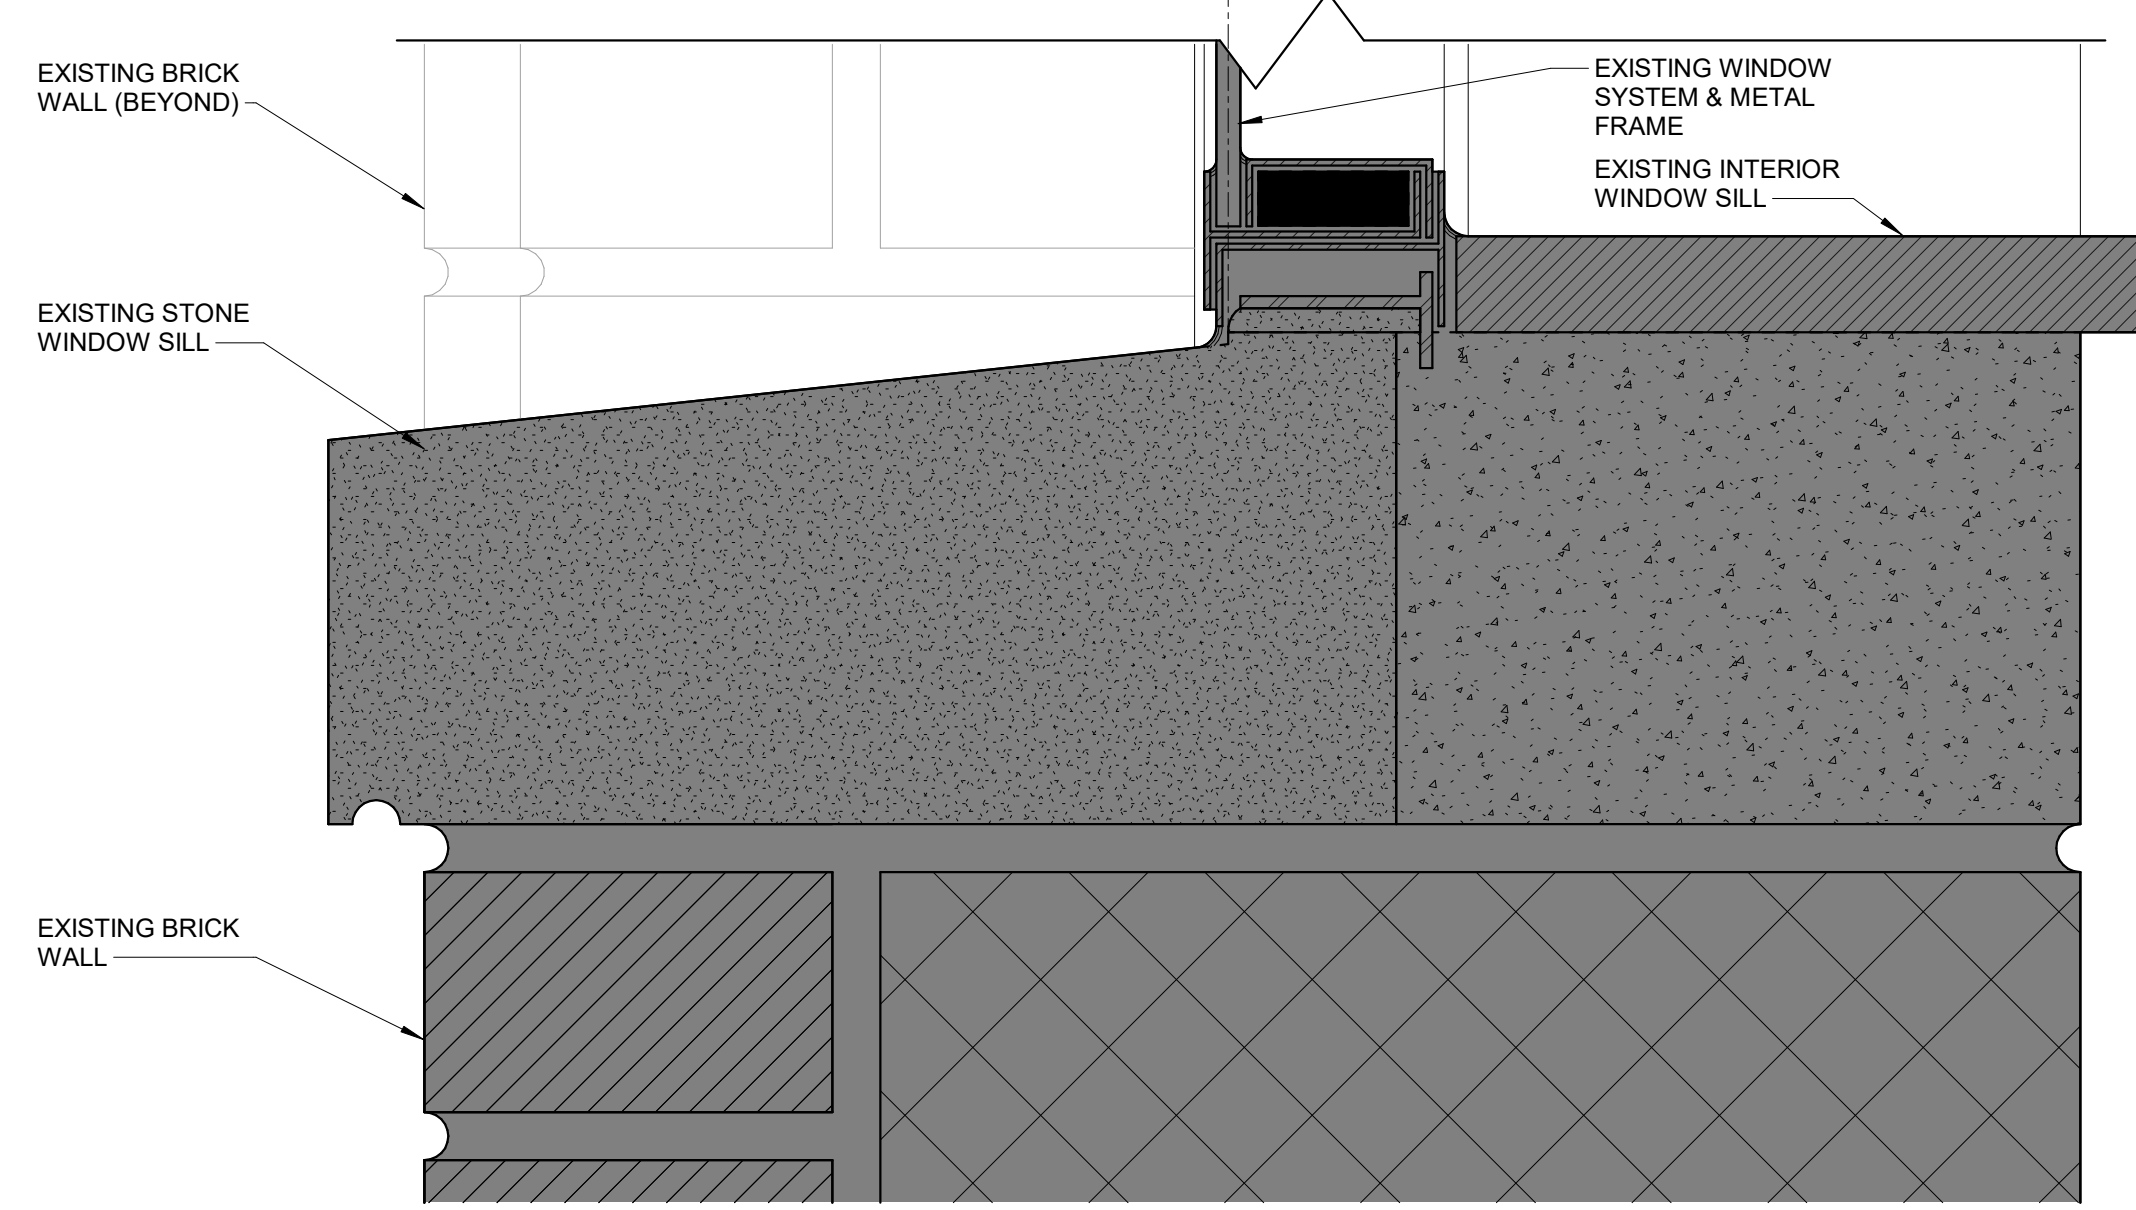 EXISTING BRICK
WALL (BEYOND)
EXISTING WINDOW
SYSTEM & METAL
FRAME
EXISTING INTERIOR
WINDOW SILL
EXISTING STONE
WINDOW SILL
EXISTING BRICK
WALL